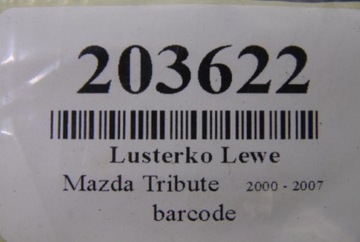 203622
Lusterko Lewe
Mazda Tribute 2000 - 2007
barcode